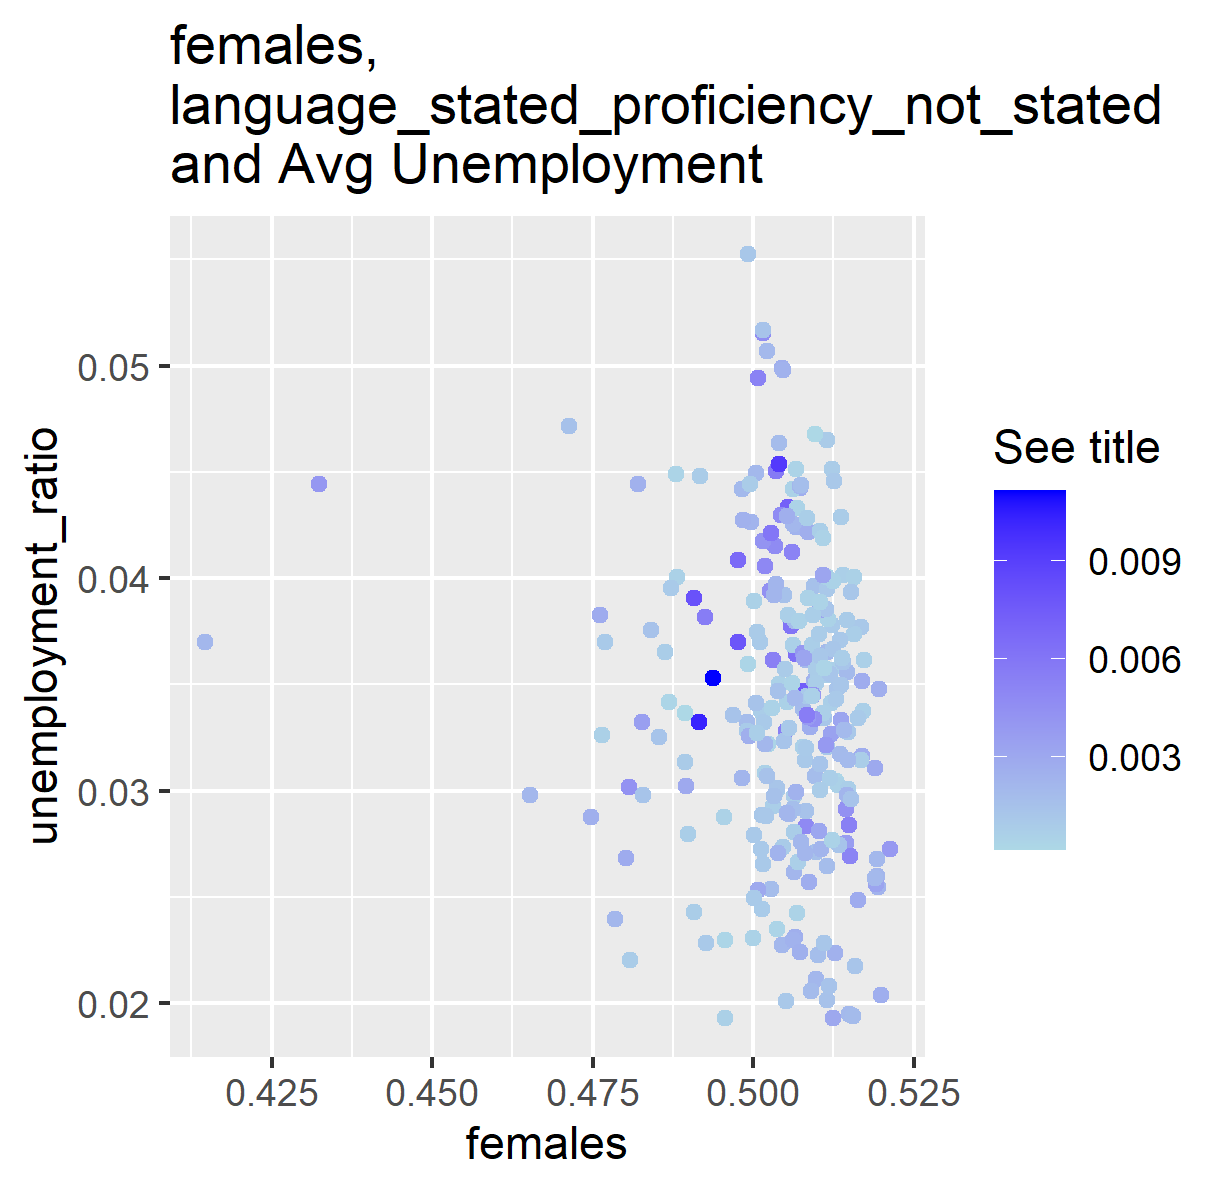 females,
language_stated_proficiency_not_stated
and Avg Unemployment
unemployment_ratio
0.05
0.04
0.03
0.02
0.425 0.450 0.475 0.500 0.525
females
See title
0.009
0.006
0.003